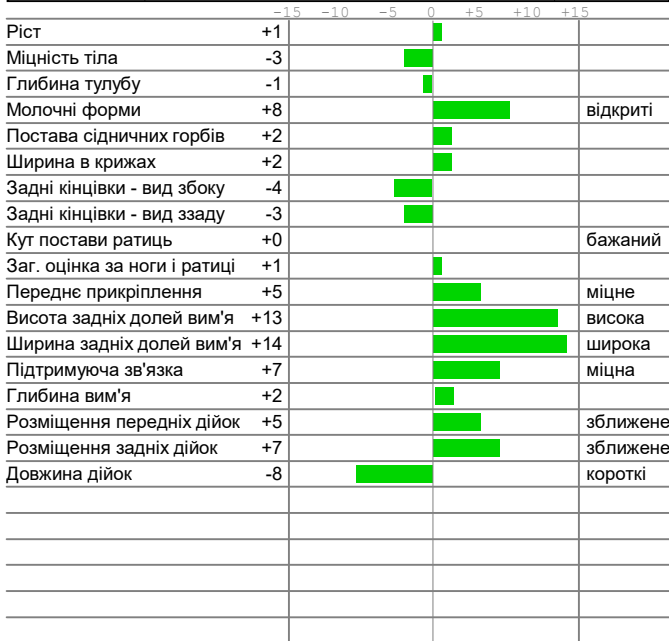 -15 -10 -5 0 +5 +10 +15
Ріст +1
Міцність тіла -3
Глибина тулубу -1
Молочні форми +8 відкриті
Постава сідничних горбів +2
Ширина в крижах +2
Задні кінцівки - вид збоку -4
Задні кінцівки - вид ззаду -3
Кут постави ратиць +0 бажаний
Заг. оцінка за ноги і ратиці +1
Переднє прикріплення +5 міцне
Висота задніх долей вим'я +13 висока
Ширина задніх долей вим'я +14 широка
Підтримуюча зв'язка +7 міцна
Глибина вим'я +2
Розміщення передніх дійок +5 зближене
Розміщення задніх дійок +7 зближене
Довжина дійок -8 короткі